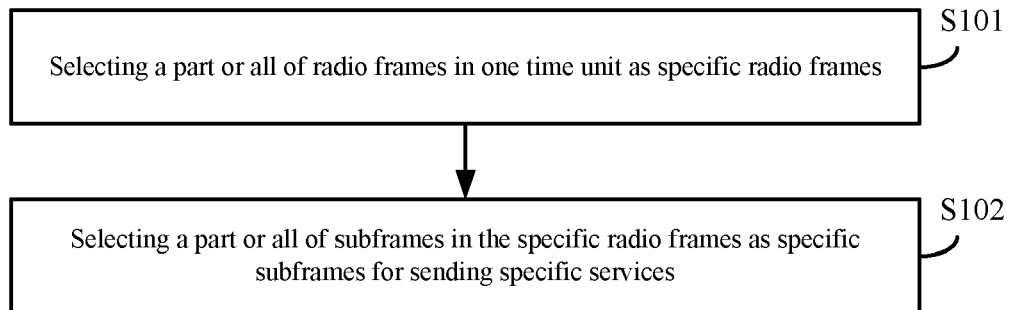 S101
Selecting a part or all of radio frames in one time unit as specific radio frames
S102
Selecting a part or all of subframes in the specific radio frames as specific
subframes for sending specific services